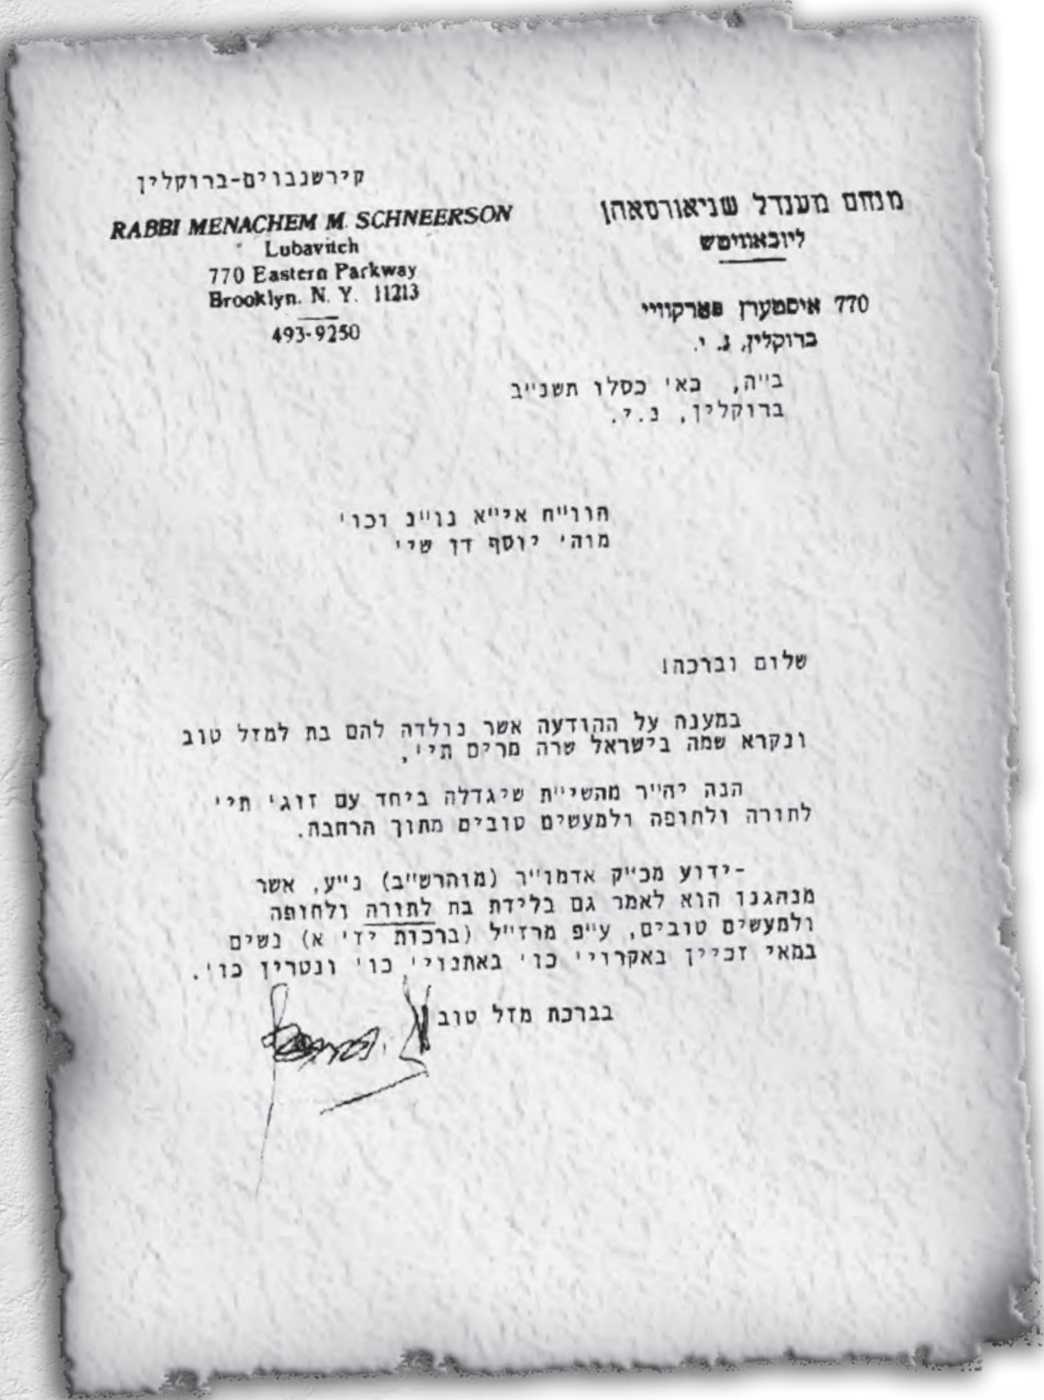 קירשנבוים-ברוקלין
RABBI MENACHEM M. SCHNEERSON
Lubavitch
770 Eastern Parkway
Brooklyn, N. Y. 11213
493-9250
מנחם מענדל שניאורסאהן
ליובאוויטש
770 איסטערן פארקוויי
ברוקלין, נ. י.
ב"ה, כא' כסלו תשנ"ב
ברוקלין, נ.י.
הוו"ח אי"א נו"נ וכו'
מוה' יוסף דן שי'
שלום וברכה!
במענה על ההודעה אשר נולדה להם בת למזל טוב
ונקרא שמה בישראל שרה מרים תי',
הנה יהי"ר מהשי"ת שיגדלה ביחד עם זוג' תי'
לתורה ולחופה ולמעשים טובים מתוך הרחבה.
-ידוע מכ"ק אדמו"ר (מוהרש"ב) נ"ע, אשר
מנהגנו הוא לאמר גם בלידת בת לתורה ולחופה
ולמעשים טובים, ע"פ מרז"ל (ברכות יז' א) נשים
במאי זכיין באקרויי כו' באתנויי כו' ונטרין כו'.
בברכת מזל טוב